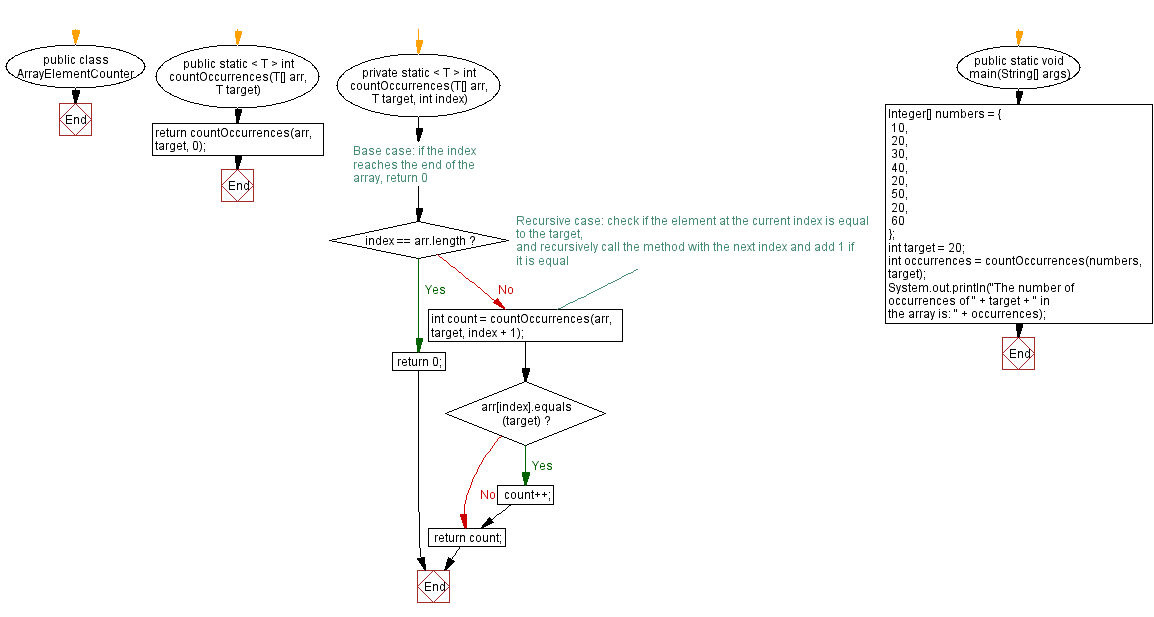 public class
ArrayElementCounter
End
public static < T > int
countOccurrences(T[] arr,
T target)
return countOccurrences(arr,
target, 0);
End
private static < T > int
countOccurrences(T[] arr,
T target, int index)
Base case: if the index
reaches the end of the
array, return 0
index == arr.length ?
Recursive case: check if the element at the current index is equal
to the target,
and recursively call the method with the next index and add 1 if
it is equal
Yes
No
int count = countOccurrences(arr,
target, index + 1);
return 0;
arr[index].equals
(target) ?
Yes
No
count++;
return count;
End
public static void
main(String[] args)
Integer[] numbers = {
10,
20,
30,
40,
20,
50,
20,
60
};
int target = 20;
int occurrences = countOccurrences(numbers,
target);
System.out.println("The number of
occurrences of " + target + " in
the array is: " + occurrences);
End